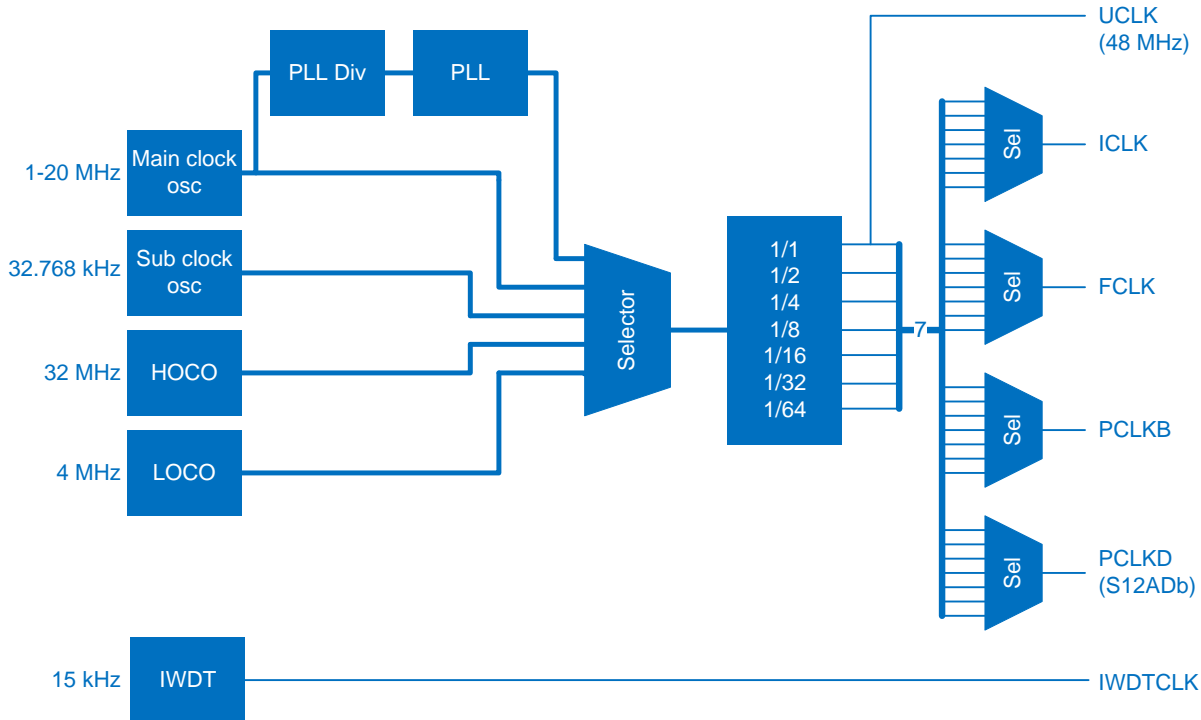 UCLK
(48 MHz)
PLL Div
PLL
1-20 MHz
Main clock
osc
Sel
ICLK
32.768 kHz
Sub clock
osc
Selector
1/1
1/2
1/4
1/8
1/16
1/32
1/64
7
Sel
FCLK
32 MHz
HOCO
Sel
PCLKB
4 MHz
LOCO
Sel
PCLKD
(S12ADb)
15 kHz
IWDT
IWDTCLK